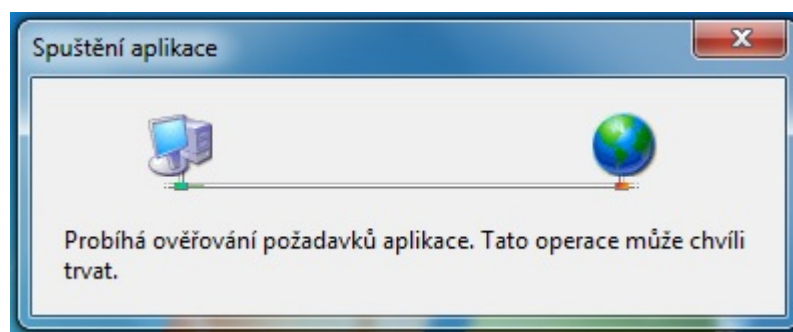 Spuštění aplikace
Probíhá ověřování požadavků aplikace. Tato operace může chvíli
trvat.